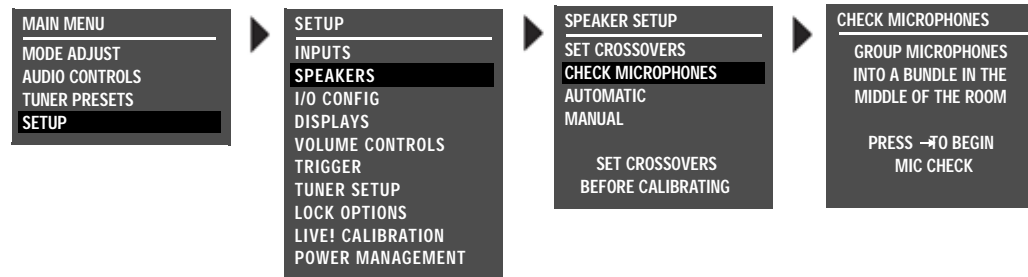 MAIN MENU
MODE ADJUST
AUDIO CONTROLS
TUNER PRESETS
SETUP
SETUP
INPUTS
SPEAKERS
I/O CONFIG
DISPLAYS
VOLUME CONTROLS
TRIGGER
TUNER SETUP
LOCK OPTIONS
LIVE! CALIBRATION
POWER MANAGEMENT
SPEAKER SETUP
SET CROSSOVERS
CHECK MICROPHONES
AUTOMATIC
MANUAL
SET CROSSOVERS
BEFORE CALIBRATING
CHECK MICROPHONES
GROUP MICROPHONES
INTO A BUNDLE IN THE
MIDDLE OF THE ROOM
PRESS →TO BEGIN
MIC CHECK